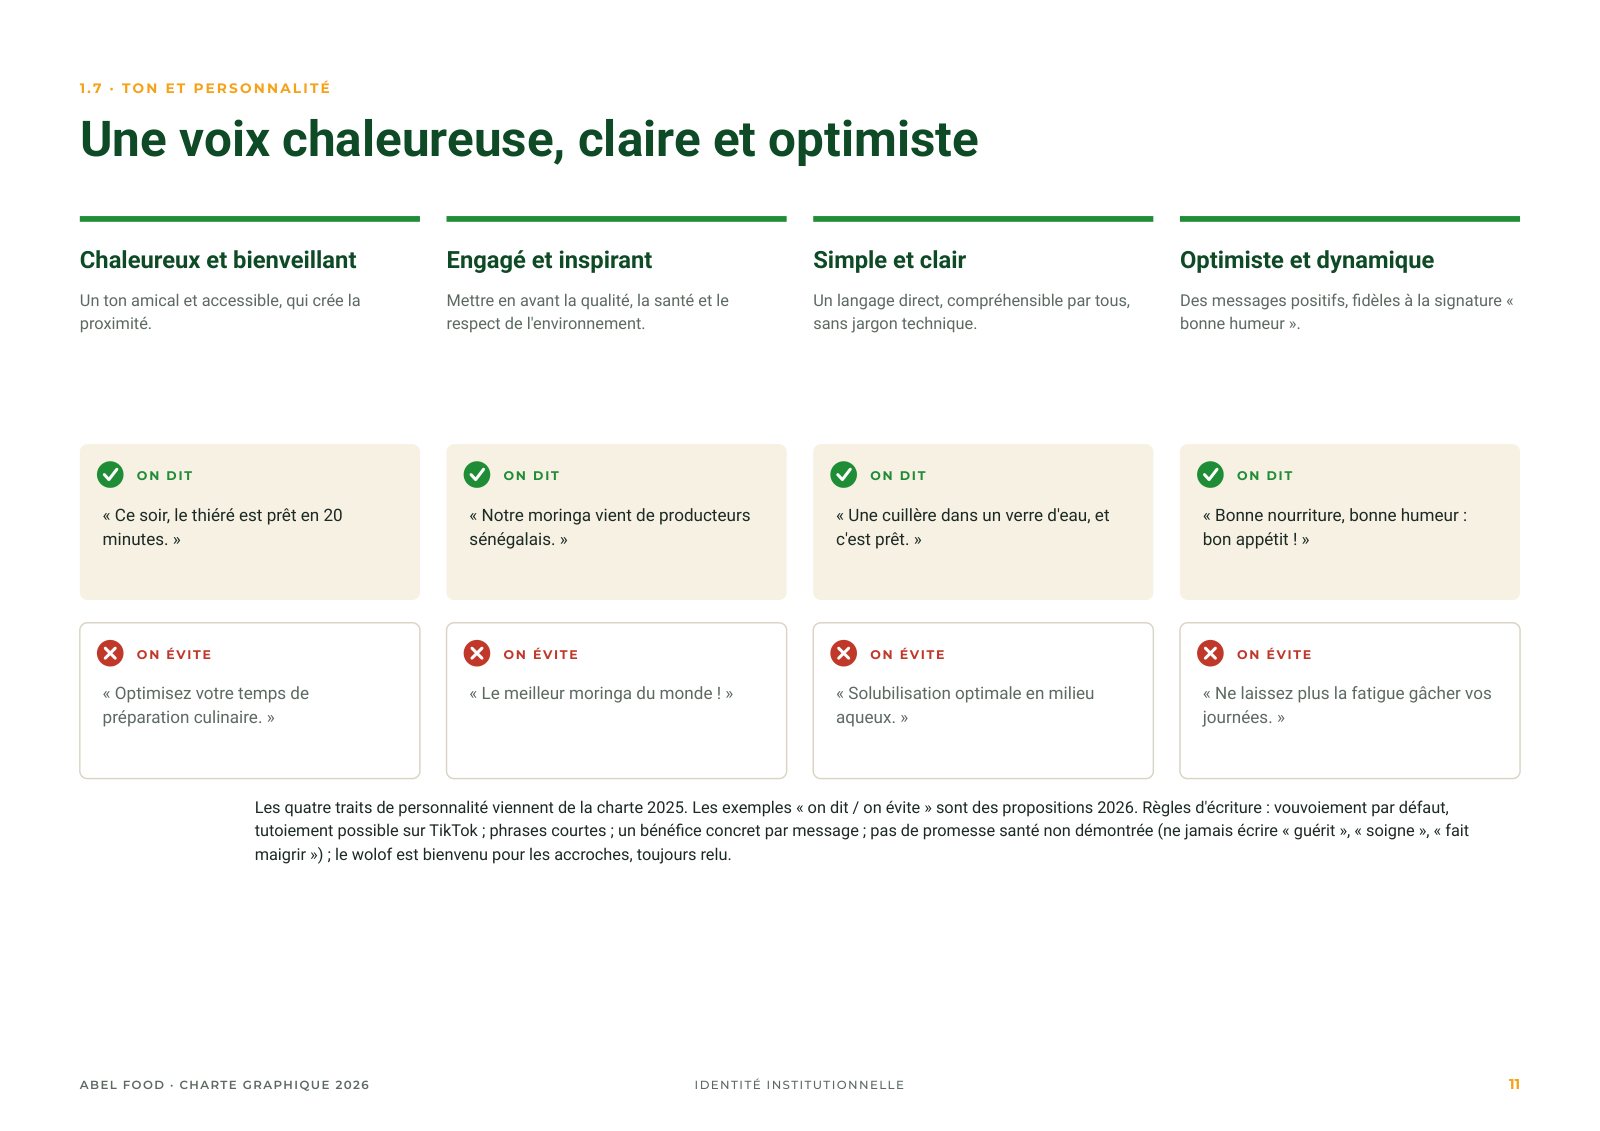 1.7 · TON ET PERSONNALITÉ
Une voix chaleureuse, claire et optimiste
Chaleureux et bienveillant
Un ton amical et accessible, qui crée la
proximité.
Engagé et inspirant
Mettre en avant la qualité, la santé et le
respect de l'environnement.
Simple et clair
Un langage direct, compréhensible par tous,
sans jargon technique.
Optimiste et dynamique
Des messages positifs, fidèles à la signature «
bonne humeur ».
ON DIT
« Ce soir, le thiéré est prêt en 20
minutes. »
ON DIT
« Notre moringa vient de producteurs
sénégalais. »
ON DIT
« Une cuillère dans un verre d'eau, et
c'est prêt. »
ON DIT
« Bonne nourriture, bonne humeur :
bon appétit ! »
ON ÉVITE
« Optimisez votre temps de
préparation culinaire. »
ON ÉVITE
« Le meilleur moringa du monde ! »
ON ÉVITE
« Solubilisation optimale en milieu
aqueux. »
ON ÉVITE
« Ne laissez plus la fatigue gâcher vos
journées. »
Les quatre traits de personnalité viennent de la charte 2025. Les exemples « on dit / on évite » sont des propositions 2026. Règles d'écriture : vouvoiement par défaut,
tutoiement possible sur TikTok ; phrases courtes ; un bénéfice concret par message ; pas de promesse santé non démontrée (ne jamais écrire « guérit », « soigne », « fait
maigrir ») ; le wolof est bienvenu pour les accroches, toujours relu.
ABEL FOOD · CHARTE GRAPHIQUE 2026
IDENTITÉ INSTITUTIONNELLE
11